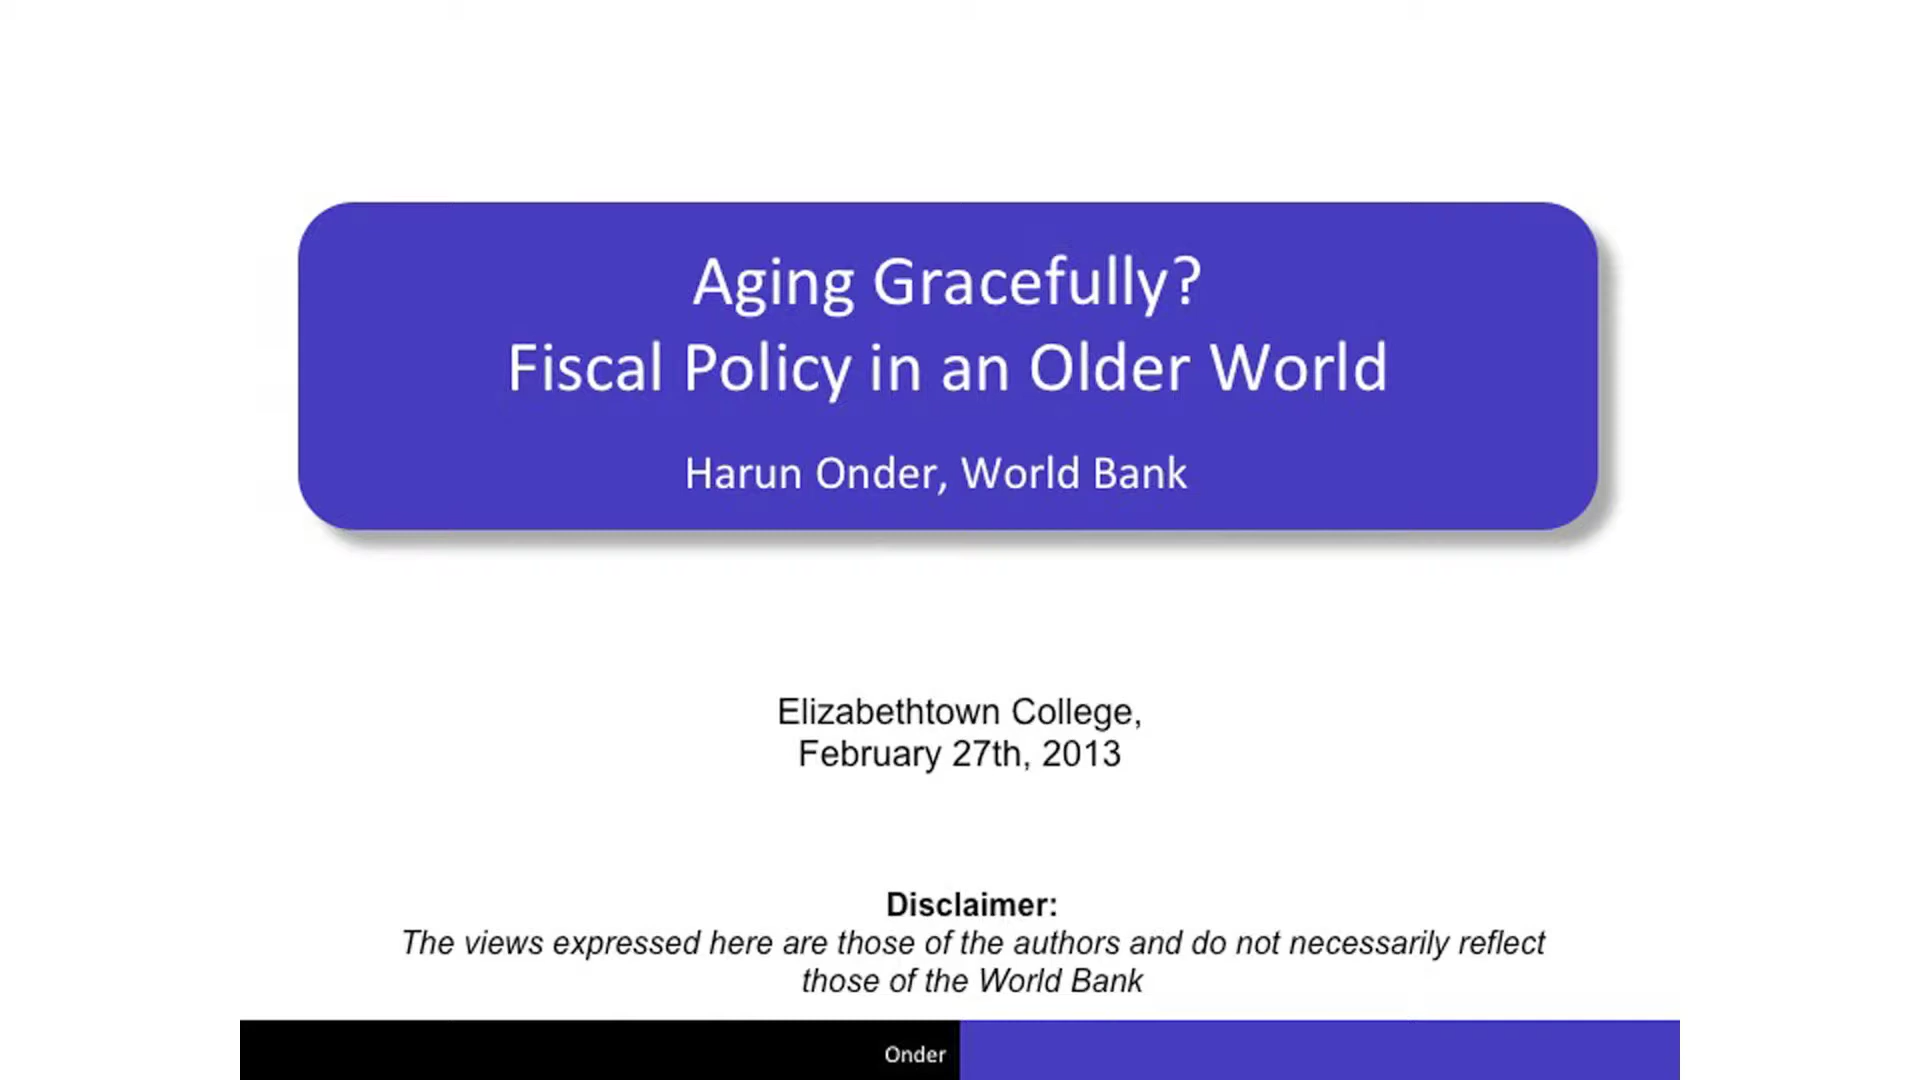 Aging Gracefully?
Fiscal Policy in an Older World
Harun Onder, World Bank
Elizabethtown College,
February 27th, 2013
Disclaimer:
The views expressed here are those of the authors and do not necessarily reflect
those of the World Bank
Onder